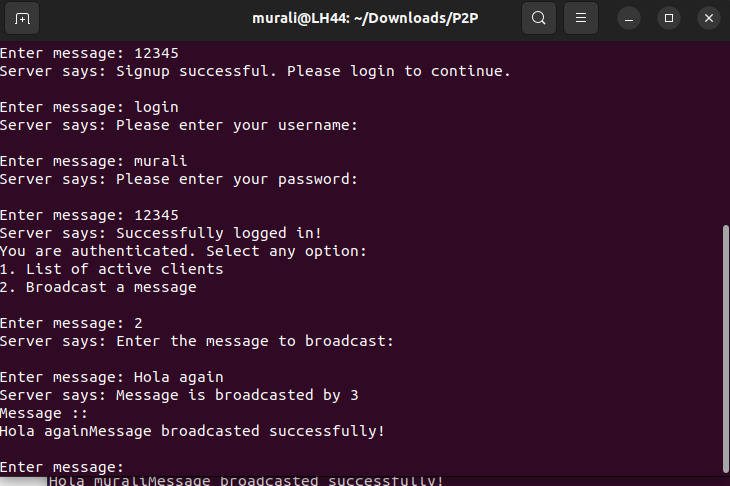 murali@LH44: ~/Downloads/P2P
Enter message: 12345
Server says: Signup successful. Please login to continue.
Enter message: login
Server says: Please enter your username:
Enter message: murali
Server says: Please enter your password:
Enter message: 12345
Server says: Successfully logged in!
You are authenticated. Select any option:
1. List of active clients
2. Broadcast a message
Enter message: 2
Server says: Enter the message to broadcast:
Enter message: Hola again
Server says: Message is broadcasted by 3
Message ::
Hola againMessage broadcasted successfully!
Enter message:
Hola muraliMessage broadcasted successfully!